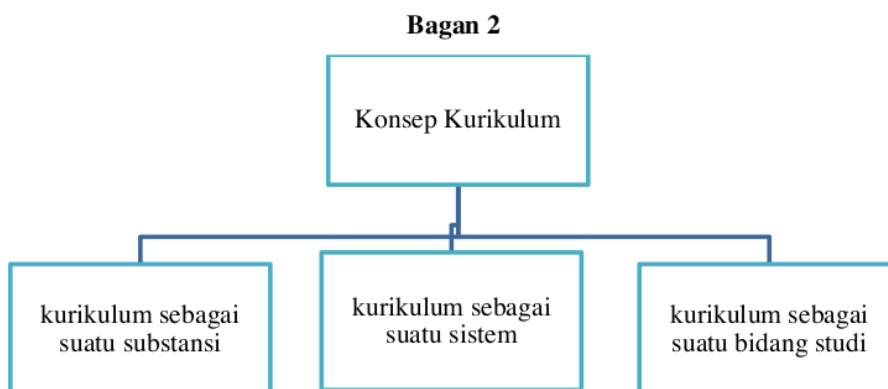 Bagan 2
Konsep Kurikulum
kurikulum sebagai
suatu substansi
kurikulum sebagai
suatu sistem
kurikulum sebagai
suatu bidang studi